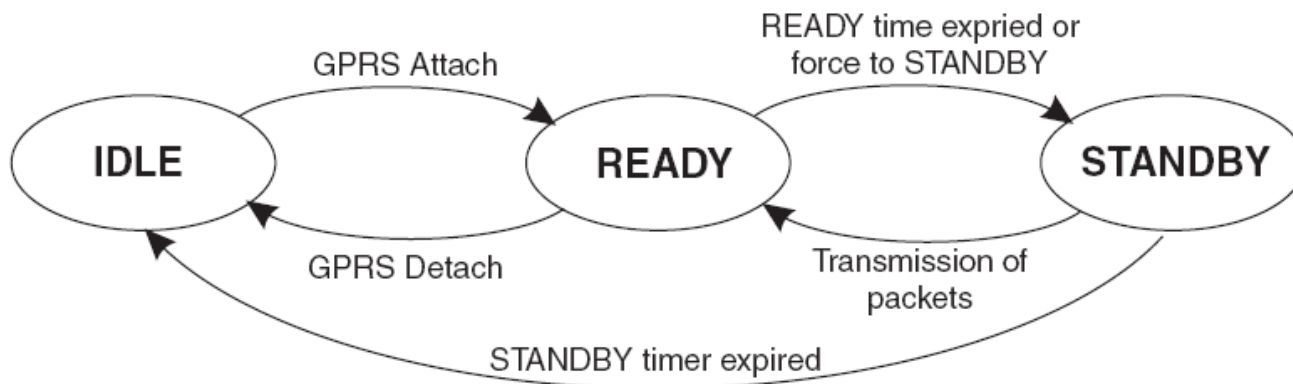 READY time expried or
force to STANDBY
GPRS Attach
IDLE
READY
STANDBY
GPRS Detach
Transmission of
packets
STANDBY timer expired